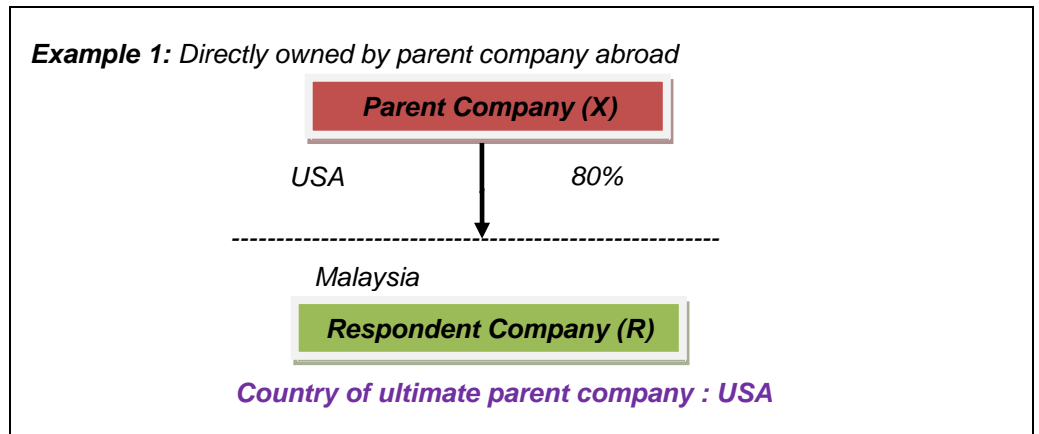 Example 1: Directly owned by parent company abroad
Parent Company (X)
USA 80%
Malaysia
Respondent Company (R)
Country of ultimate parent company : USA